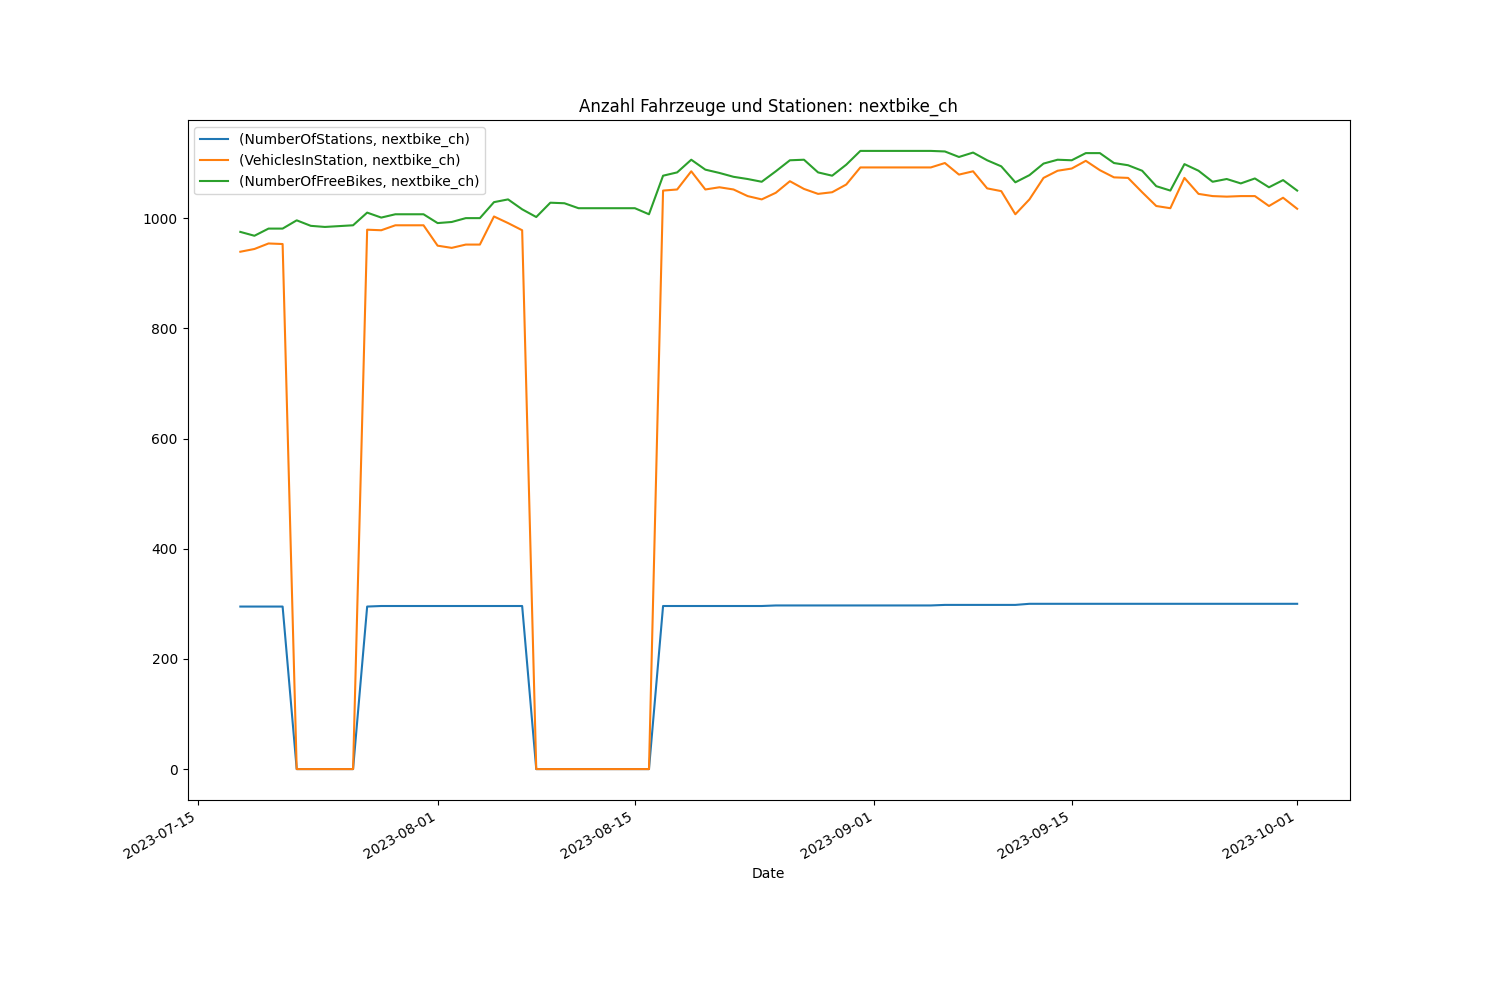 Anzahl Fahrzeuge und Stationen: nextbike_ch
(NumberOfStations, nextbike_ch)
(VehiclesInStation, nextbike_ch)
(NumberOfFreeBikes, nextbike_ch)
1000
800
600
400
200
0
2023-07-15
2023-08-01
2023-08-15
2023-09-01
2023-09-15
2023-10-01
Date